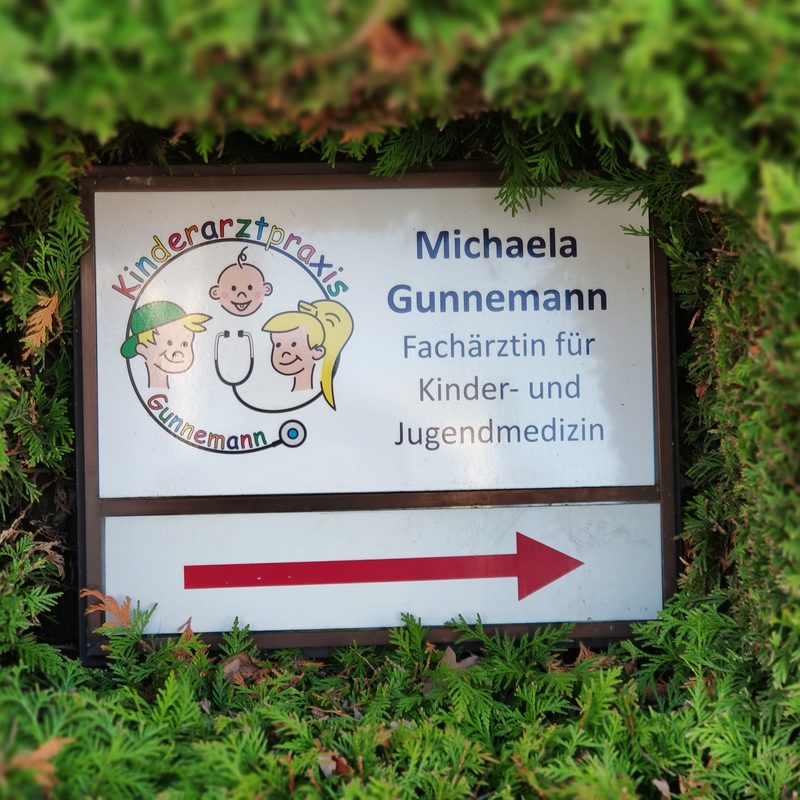 Kinderarztpraxis
Gunnemann
Michaela
Gunnemann
Fachärztin für
Kinder- und
Jugendmedizin